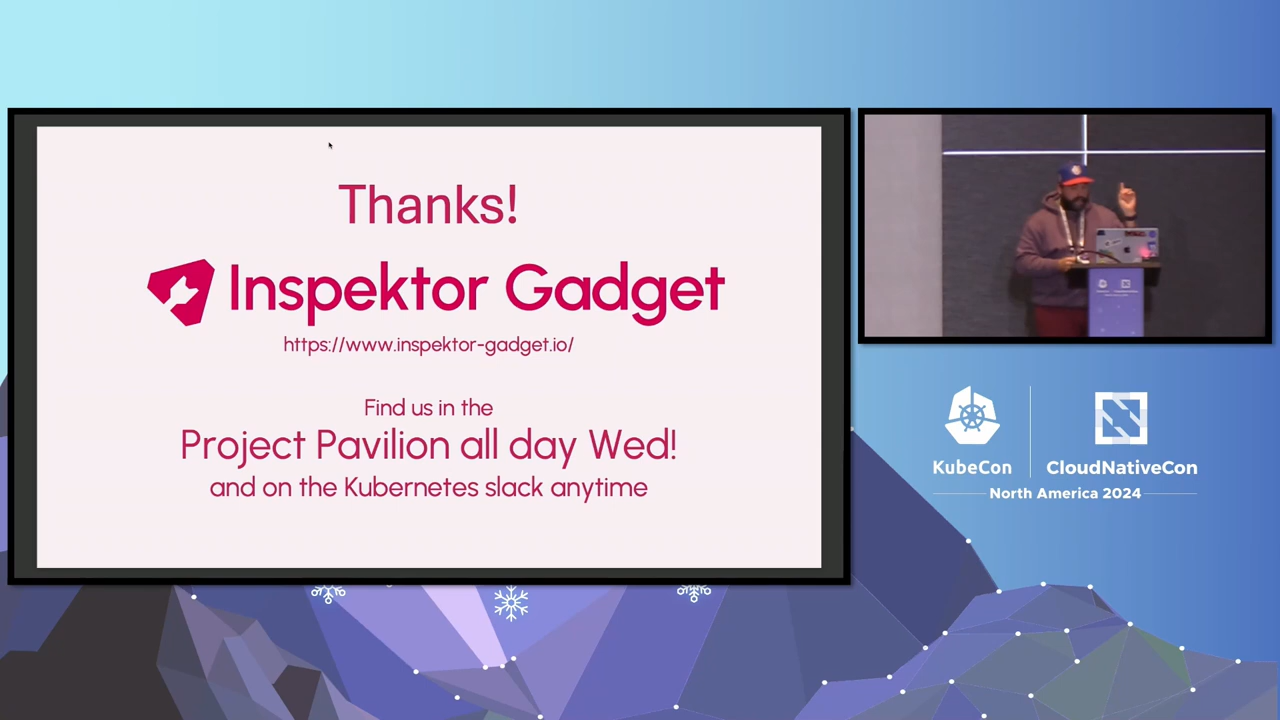 Thanks!
Inspektor Gadget
https://www.inspektor-gadget.io/
Find us in the
Project Pavilion all day Wed!
and on the Kubernetes slack anytime
KubeCon
CloudNativeCon
North America 2024